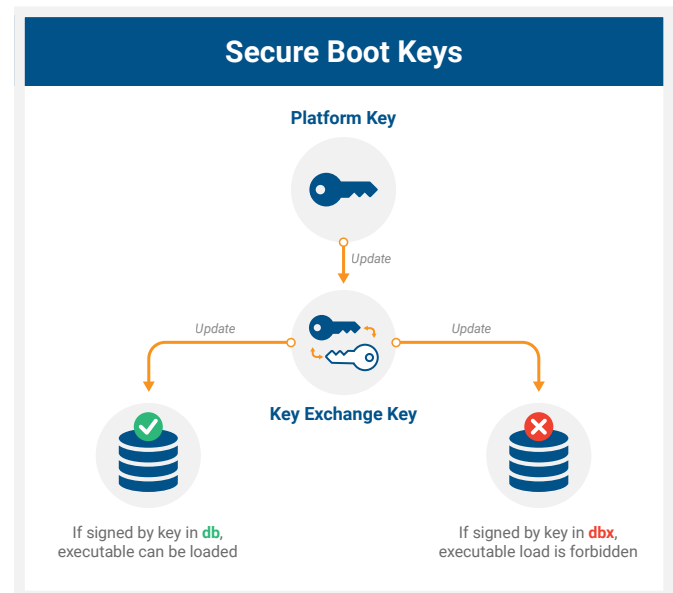 Secure Boot Keys
Platform Key
Update
Update
Update
Key Exchange Key
If signed by key in db,
executable can be loaded
If signed by key in dbx,
executable load is forbidden